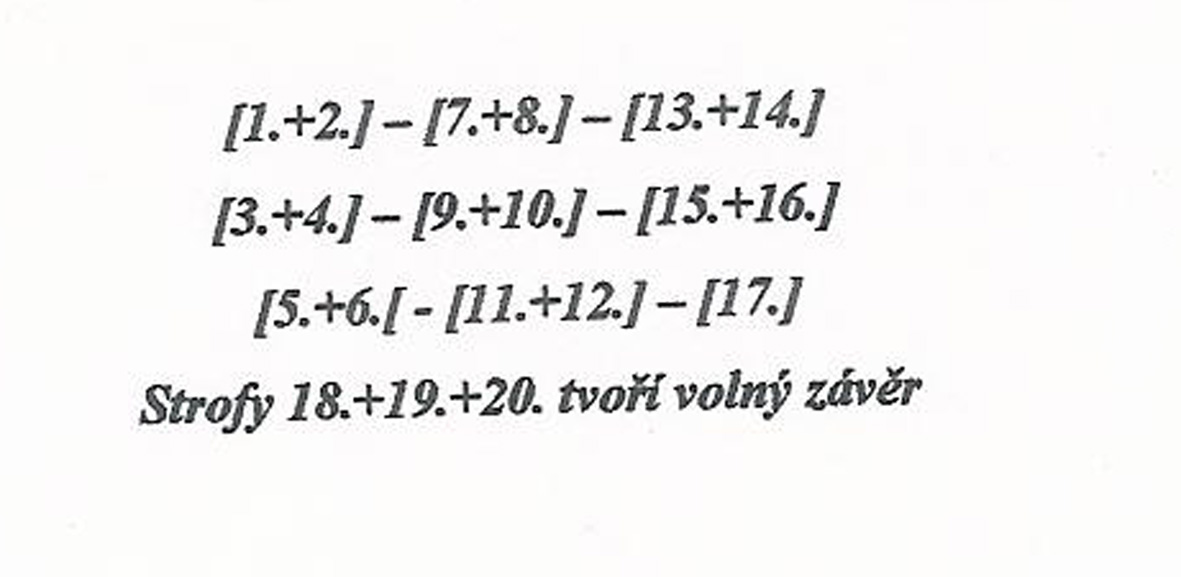 [1.+2.] – [7.+8.] – [13.+14.]
[3.+4.] – [9.+10.] – [15.+16.]
[5.+6.[ - [11.+12.] – [17.]
Strofy 18.+19.+20. tvoří volný závěr